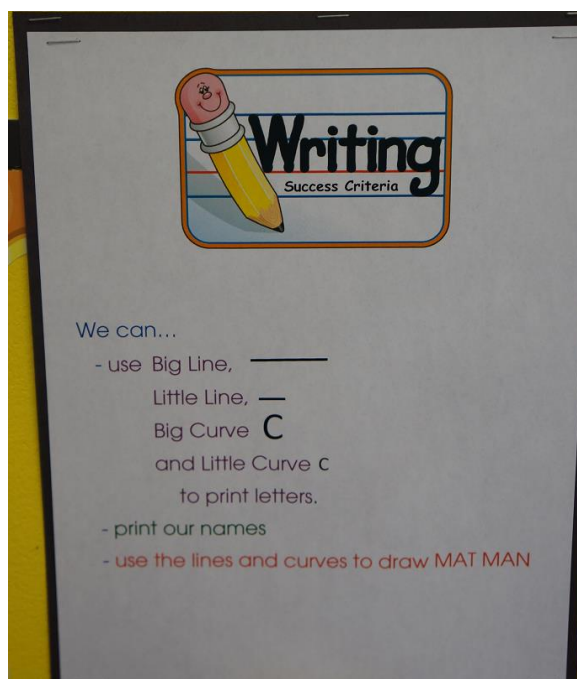 Writing
Success Criteria
We can...
- use Big Line,
Little Line,
Big Curve C
and Little Curve c
to print letters.
- print our names
- use the lines and curves to draw MAT MAN